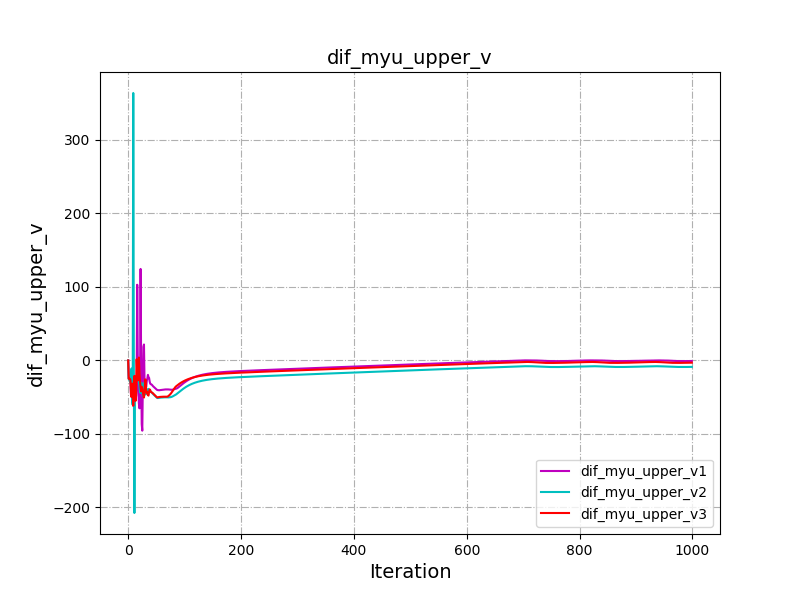 dif_myu_upper_v
dif_myu_upper_v
300
200
100
0
−100
−200
0
200
400
600
800
1000
Iteration
dif_myu_upper_v1
dif_myu_upper_v2
dif_myu_upper_v3